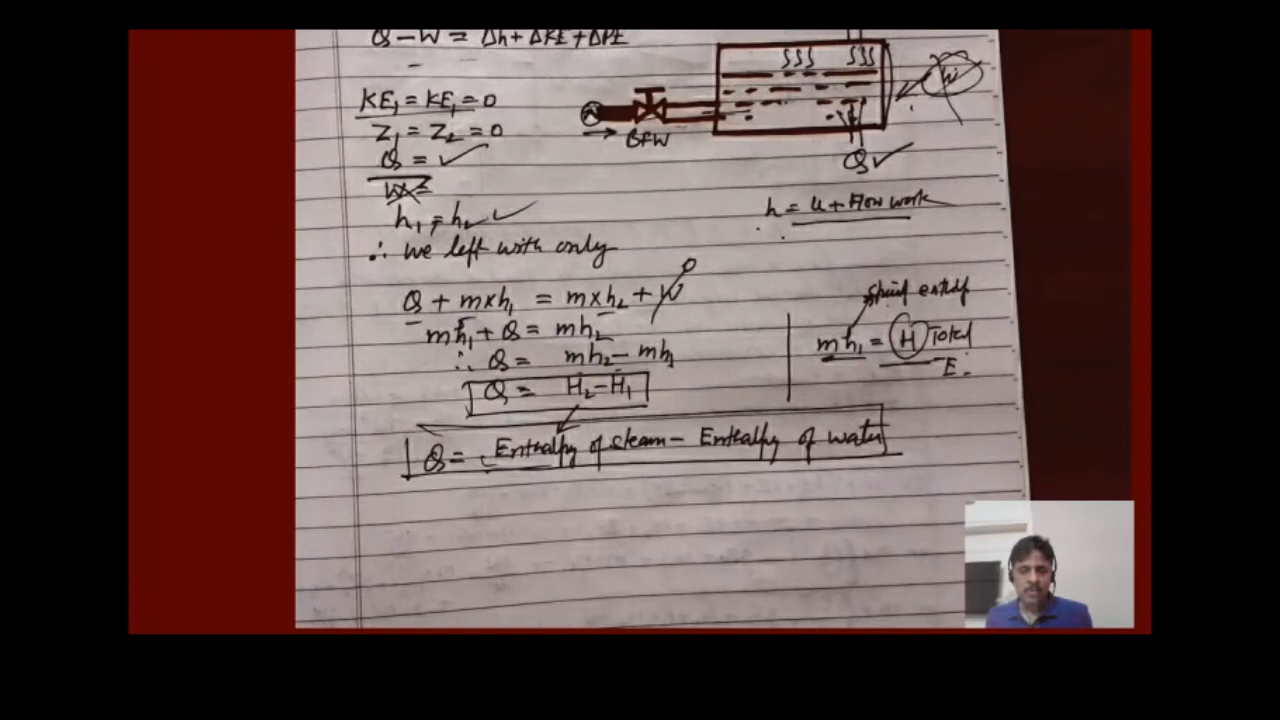 Q - W = Δh + ΔKE + ΔPE
KE₁ = KE₁ = 0
Z₁ = Z₂ = 0
Q = ✓
BFW
Q ✓
h₁, = h₂ ✓
h = u + Flow work
∴ we left with only
Q + m×h₁ = m×h₂ + W 0
mh₁ + Q = mh₂
∴ Q = mh₂ - mh₁
Q = H₂ - H₁
mh₁ = H Total
E.
Q = Enthalpy of steam - Enthalpy of water